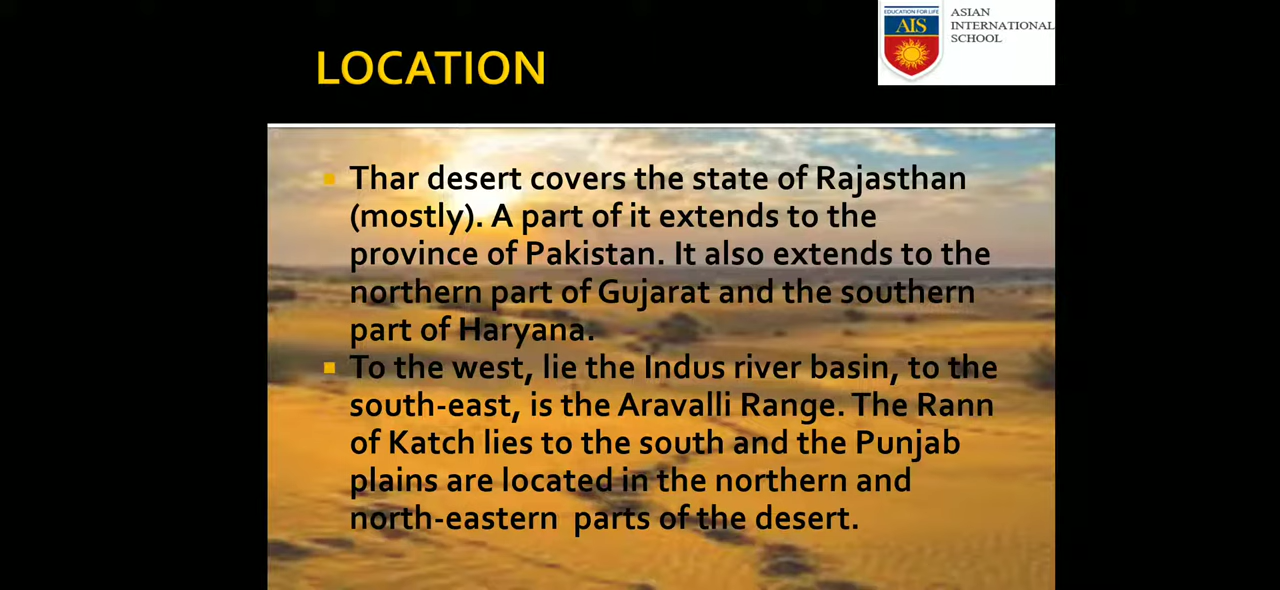 EDUCATION FOR LIFE
AIS
ASIAN
INTERNATIONAL
SCHOOL
LOCATION
Thar desert covers the state of Rajasthan
(mostly). A part of it extends to the
province of Pakistan. It also extends to the
northern part of Gujarat and the southern
part of Haryana.
To the west, lie the Indus river basin, to the
south-east, is the Aravalli Range. The Rann
of Katch lies to the south and the Punjab
plains are located in the northern and
north-eastern parts of the desert.